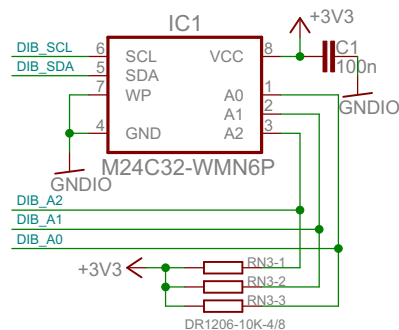 IC1
+3V3
DIB_SCL 6 SCL VCC 8 C1
DIB_SDA 5 SDA 100n
7 WP A0 1
A1 2
4 GND A2 3
GNDIO
GNDIO
M24C32-WMN6P
DIB_A2
DIB_A1
DIB_A0
+3V3 RN3-1
RN3-2
RN3-3
DR1206-10K-4/8